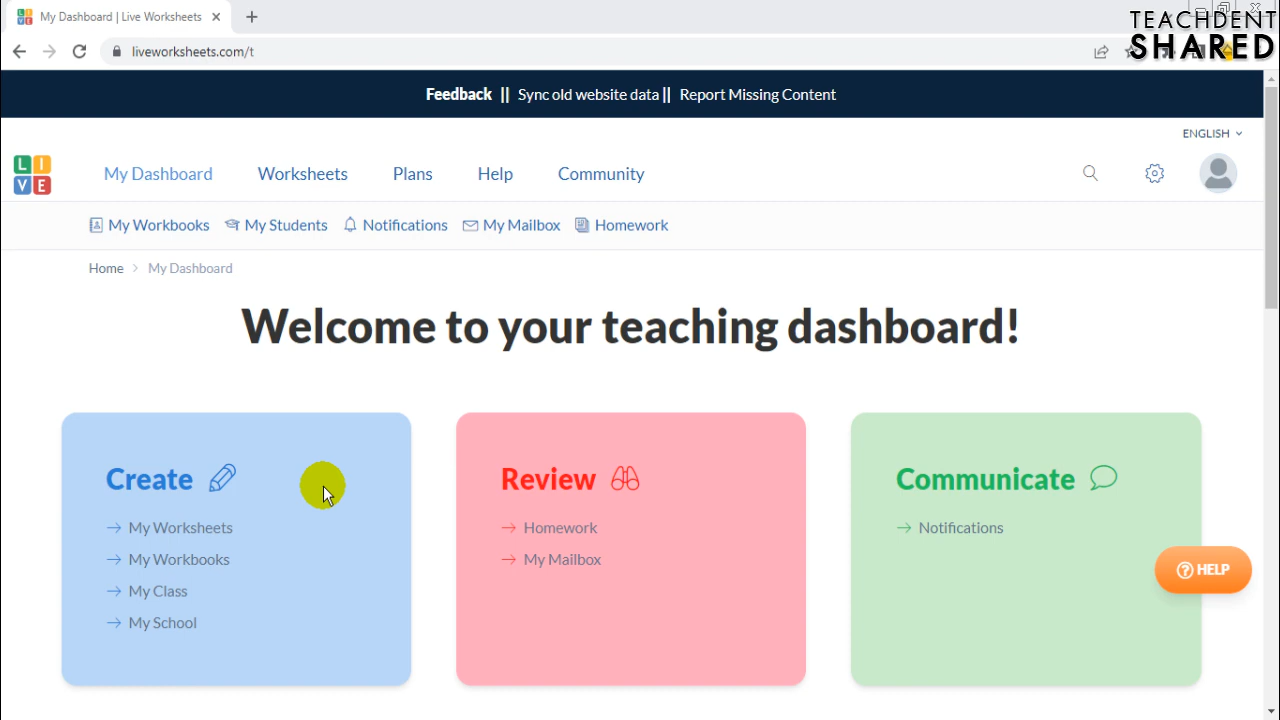 My Dashboard | Live Worksheets
TEACHDENT
SHARED
liveworksheets.com/t
Feedback || Sync old website data || Report Missing Content
ENGLISH
LIVE
My Dashboard Worksheets Plans Help Community
My Workbooks My Students Notifications My Mailbox Homework
Home > My Dashboard
Welcome to your teaching dashboard!
Create
My Worksheets
My Workbooks
My Class
My School
Review
Homework
My Mailbox
Communicate
Notifications
? HELP